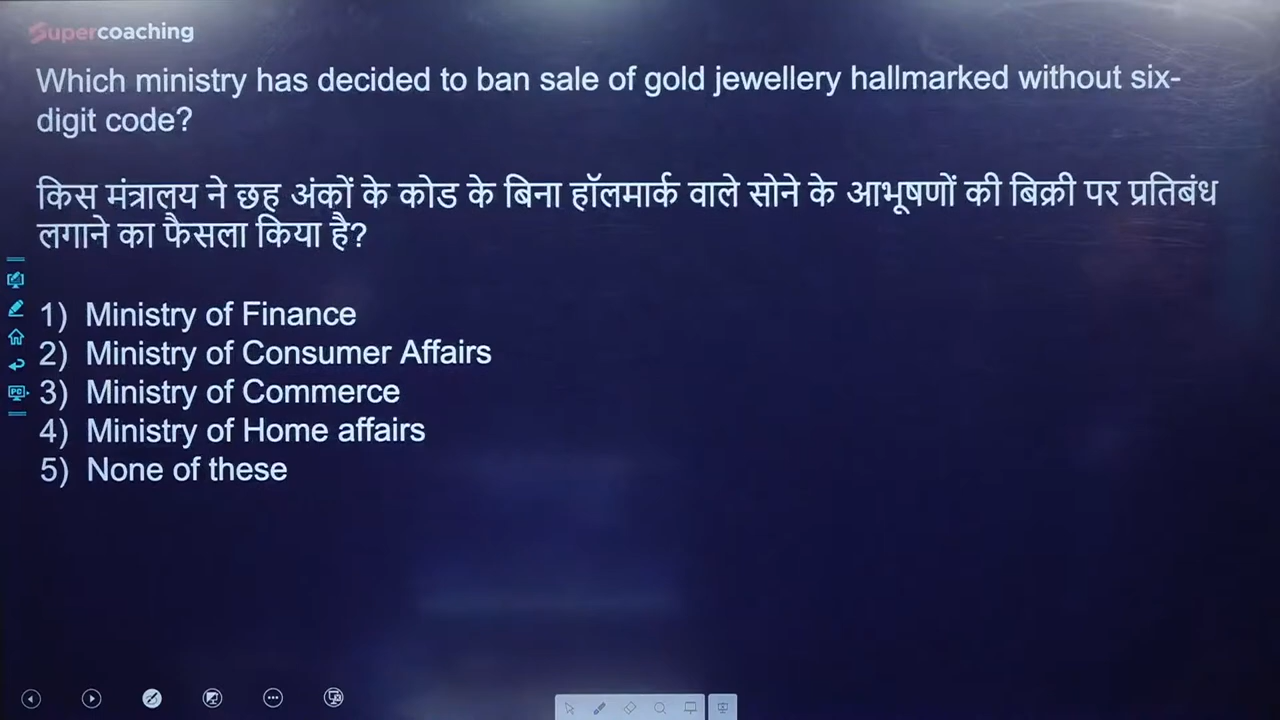 Supercoaching
Which ministry has decided to ban sale of gold jewellery hallmarked without six-
digit code?
किस मंत्रालय ने छह अंकों के कोड के बिना हॉलमार्क वाले सोने के आभूषणों की बिक्री पर प्रतिबंध
लगाने का फैसला किया है?
1) Ministry of Finance
2) Ministry of Consumer Affairs
3) Ministry of Commerce
4) Ministry of Home affairs
5) None of these
PC